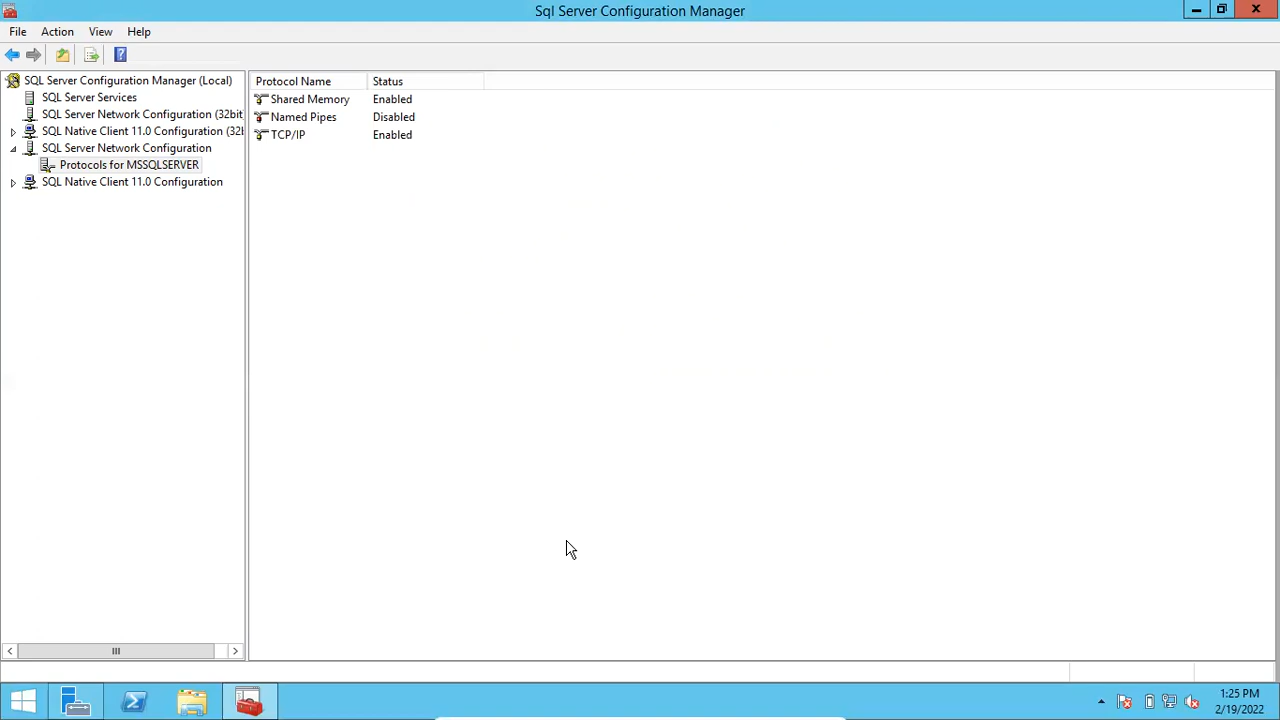 Sql Server Configuration Manager
File Action View Help
SQL Server Configuration Manager (Local)
SQL Server Services
SQL Server Network Configuration (32bit
SQL Native Client 11.0 Configuration (32
SQL Server Network Configuration
Protocols for MSSQLSERVER
SQL Native Client 11.0 Configuration
Protocol Name Status
Shared Memory Enabled
Named Pipes Disabled
TCP/IP Enabled
1:25 PM
2/19/2022